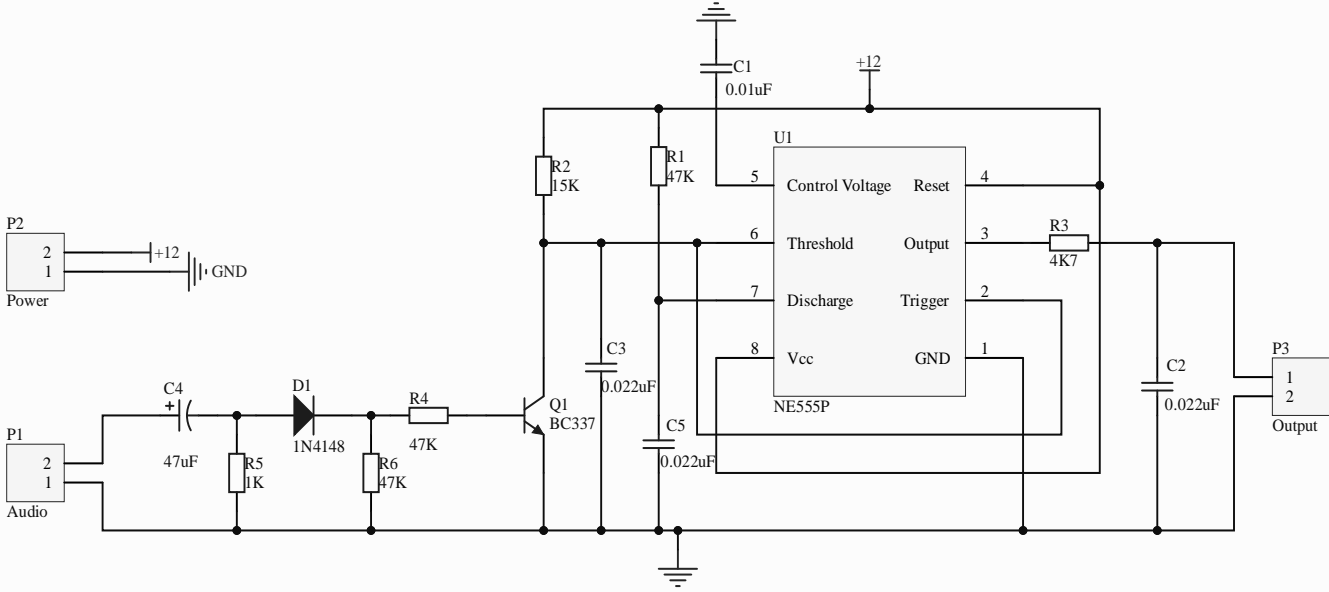 C1
0.01uF
+12
U1
R2
15K
R1
47K
5
Control Voltage
Reset
4
P2
2
+12
1
GND
Power
6
Threshold
Output
3
R3
4K7
7
Discharge
Trigger
2
8
Vcc
GND
1
NE555P
C3
0.022uF
C2
0.022uF
P3
1
2
Output
C4
+
47uF
D1
1N4148
R4
47K
Q1
BC337
C5
0.022uF
P1
2
1
Audio
R5
1K
R6
47K